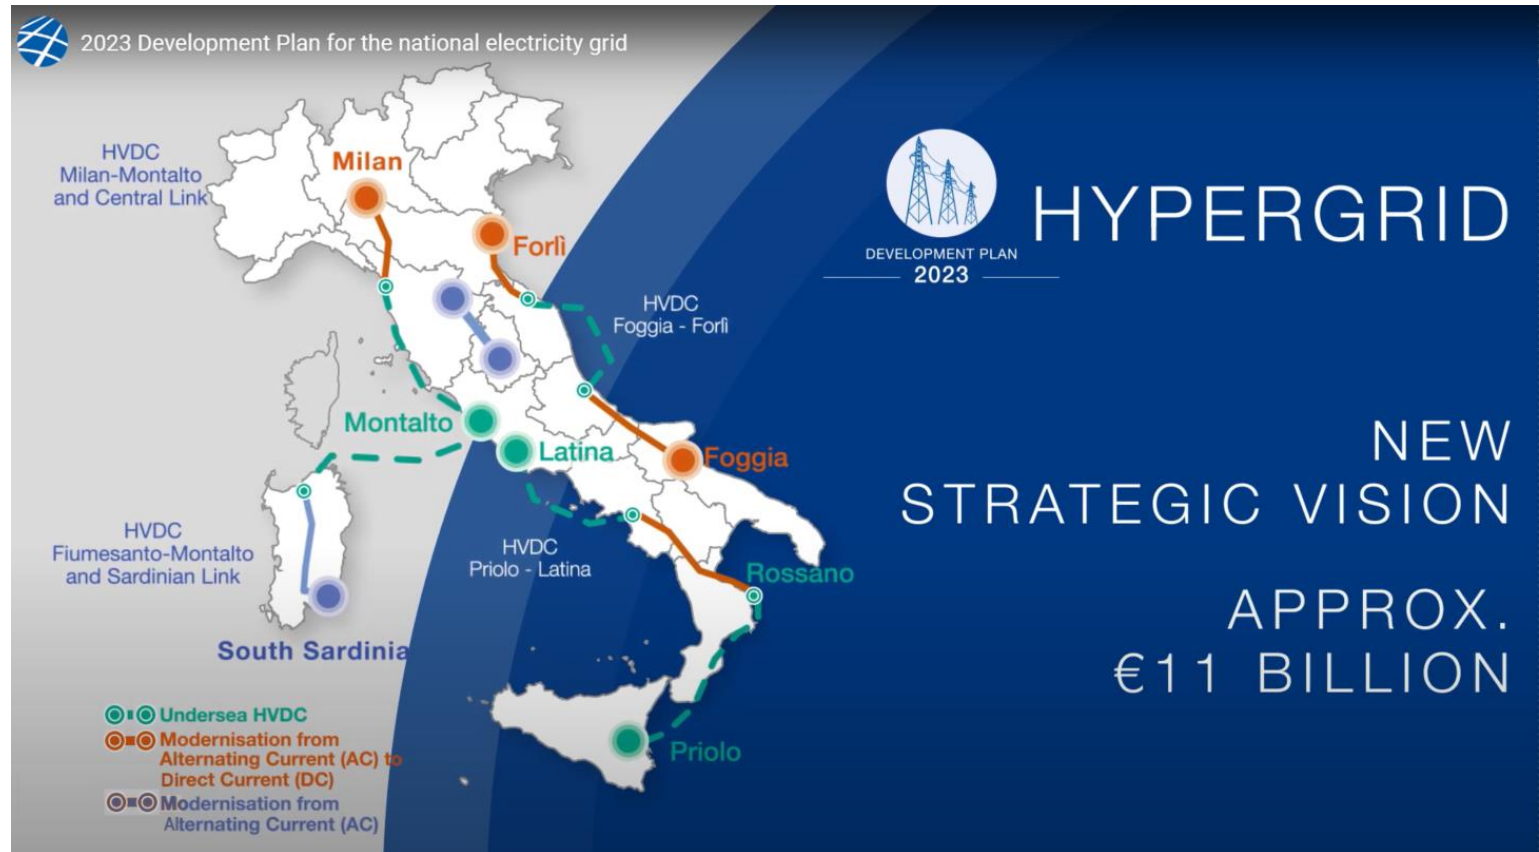 2023 Development Plan for the national electricity grid
HVDC
Milan-Montalto
and Central Link
Milan
Forlì
HVDC
Foggia - Forlì
Montalto
Latina
Foggia
HVDC
Fiumesanto-Montalto
and Sardinian Link
HVDC
Priolo - Latina
Rossano
South Sardinia
Priolo
Undersea HVDC
Modernisation from
Alternating Current (AC) to
Direct Current (DC)
Modernisation from
Alternating Current (AC)
DEVELOPMENT PLAN
2023
HYPERGRID
NEW
STRATEGIC VISION
APPROX.
€11 BILLION